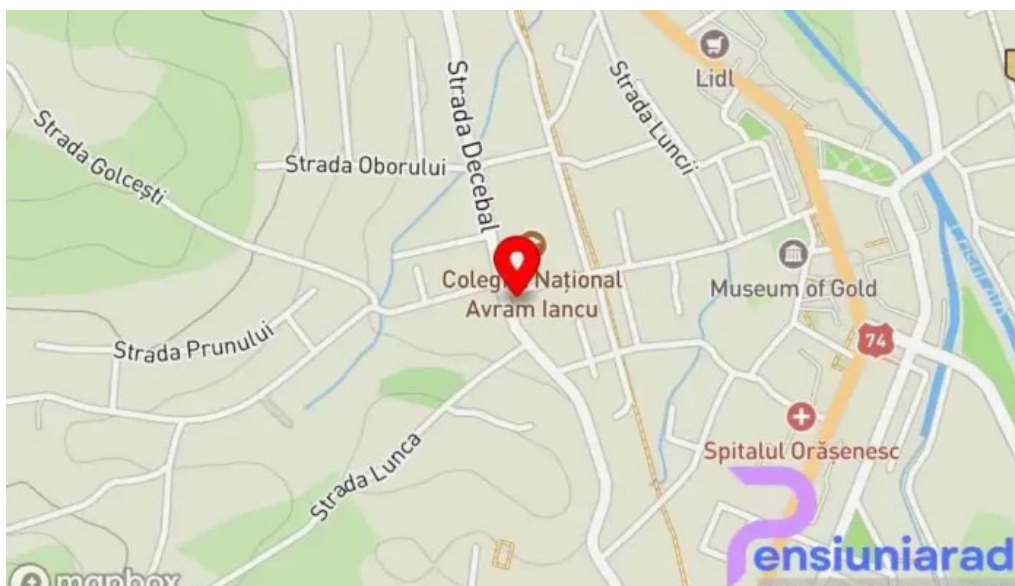 Lidl
Strada Luncii
Strada Decebal
Strada Golcești
Strada Oborului
Colegiul Național
Avram Iancu
Museum of Gold
74
Strada Prunului
Spitalul Orășenesc
Strada Lunca
Pensiuniarad
mapbox